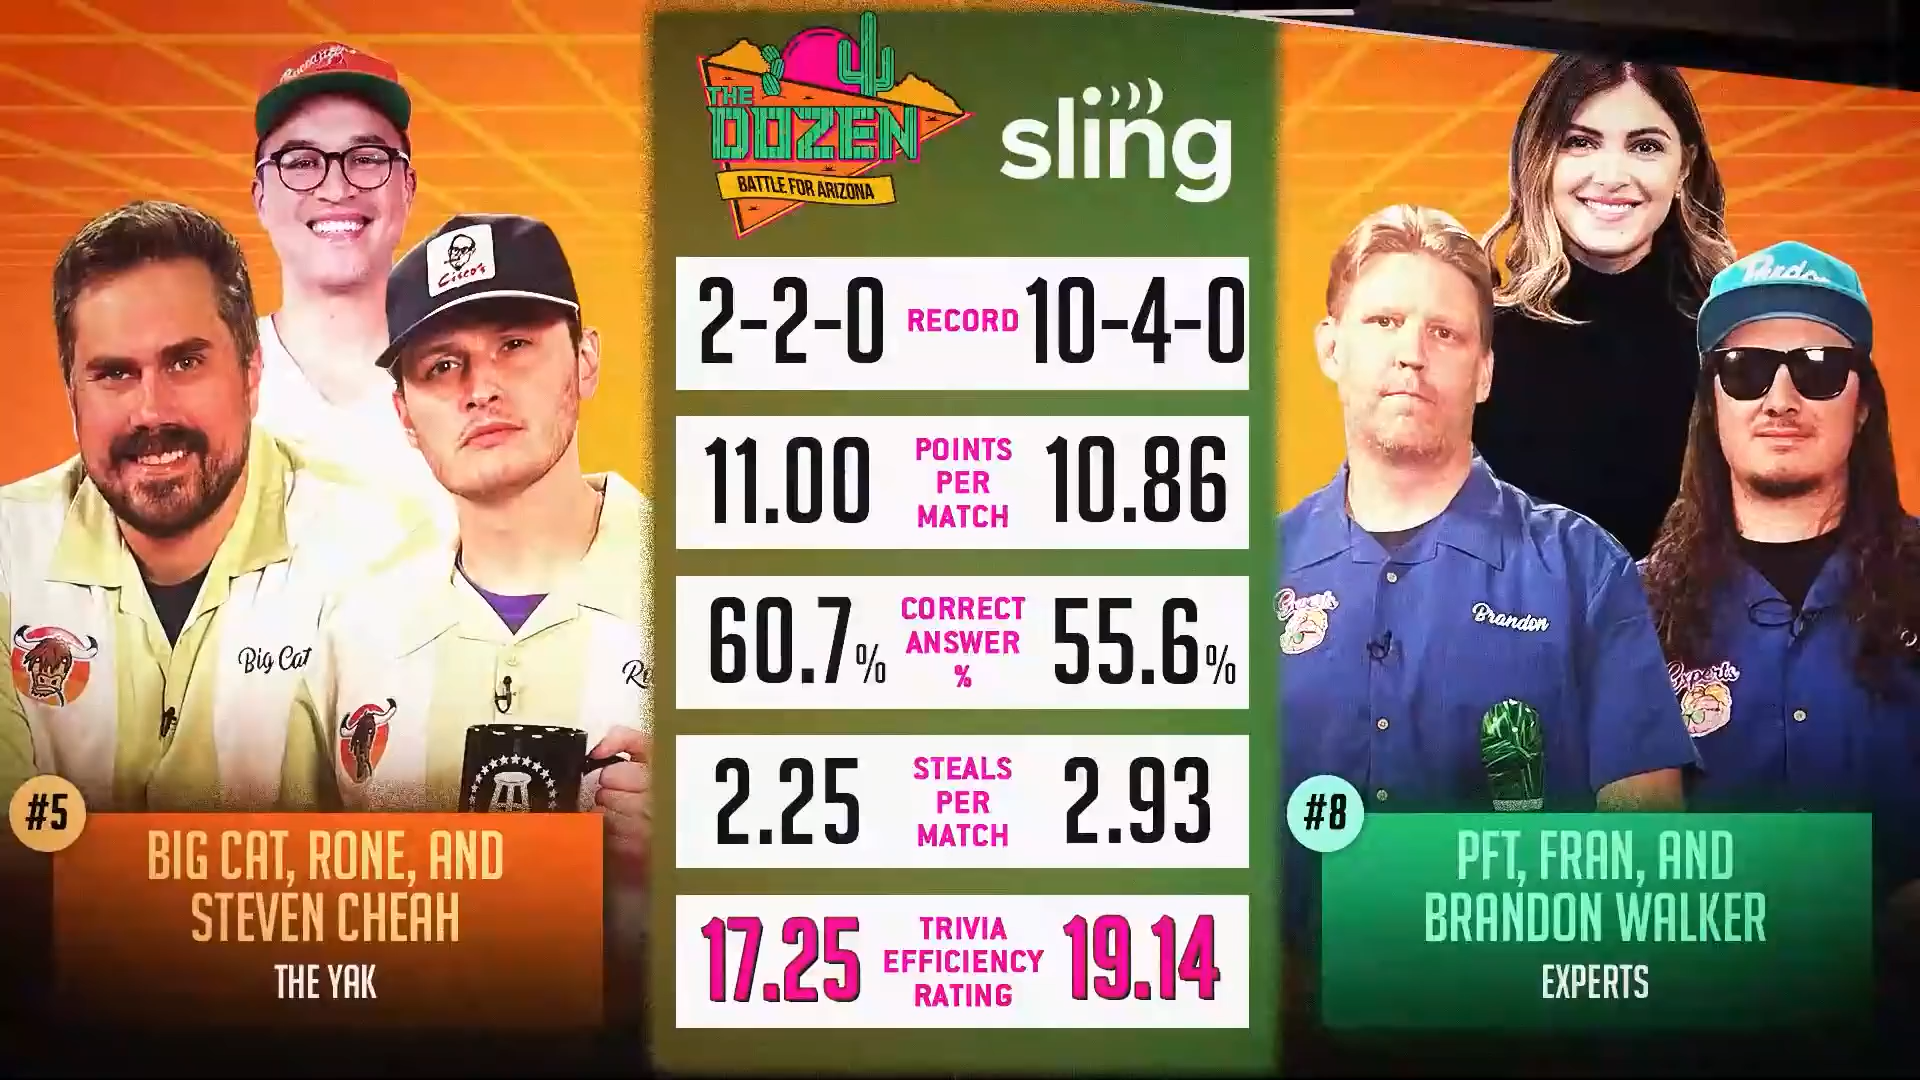 THE
DOZEN
BATTLE FOR ARIZONA
sling
2-2-0 RECORD 10-4-0
11.00 POINTS PER MATCH 10.86
60.7% CORRECT ANSWER % 55.6%
2.25 STEALS PER MATCH 2.93
17.25 TRIVIA EFFICIENCY RATING 19.14
Cisco's
Big Cat
Brandon
Experts
Experts
#5
BIG CAT, RONE, AND
STEVEN CHEAH
THE YAK
#8
PFT, FRAN, AND
BRANDON WALKER
EXPERTS